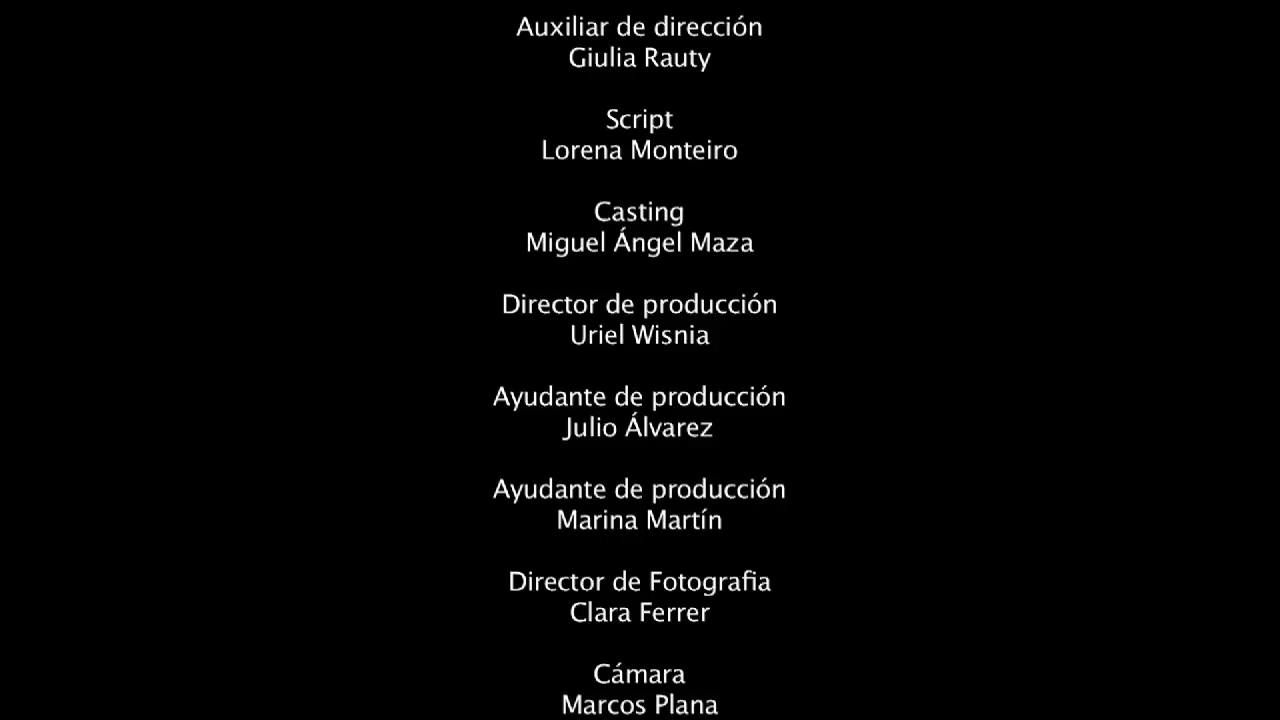 Auxiliar de dirección
Giulia Rauty
Script
Lorena Monteiro
Casting
Miguel Ángel Maza
Director de producción
Uriel Wisnia
Ayudante de producción
Julio Álvarez
Ayudante de producción
Marina Martín
Director de Fotografia
Clara Ferrer
Cámara
Marcos Plana